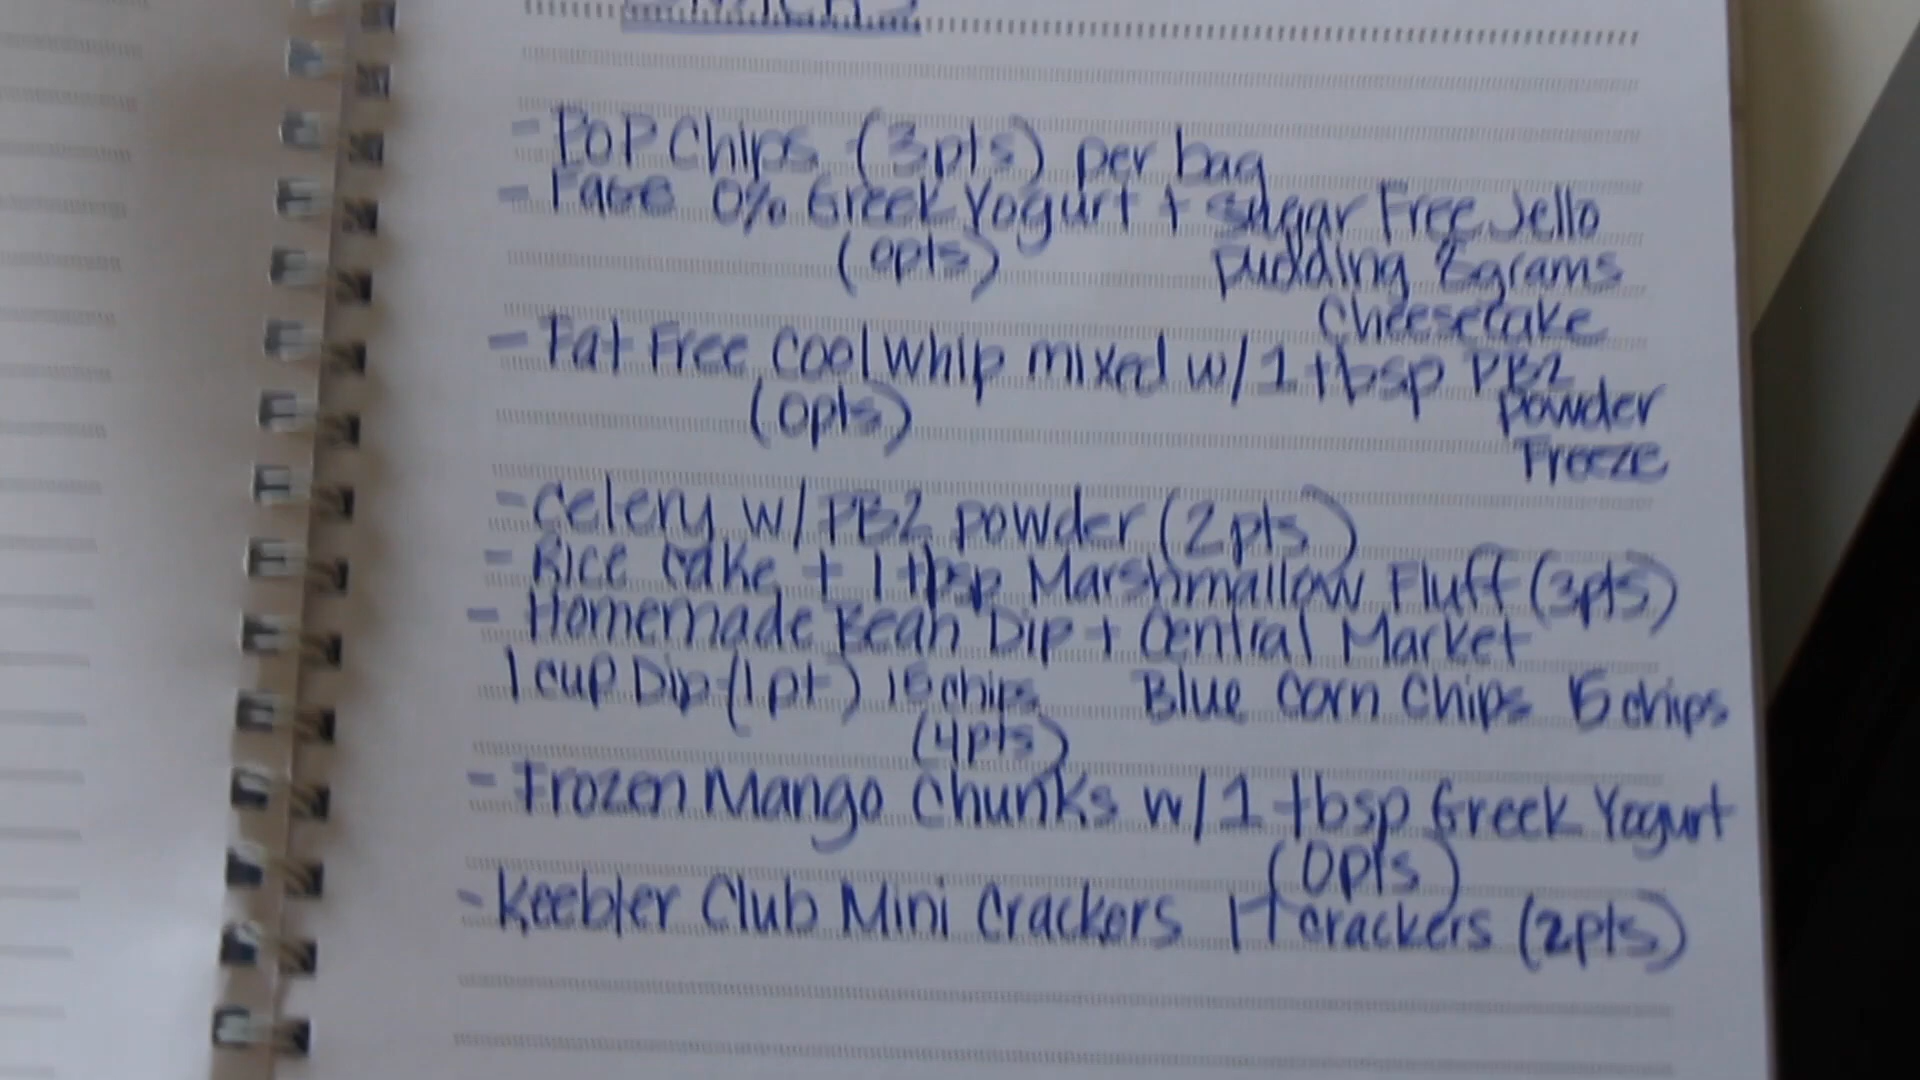 SNACKS
- Pop Chips (3pts) per bag
- Fage 0% Greek Yogurt + Sugar Free Jello
(0pts) pudding 8grams
Cheesecake
- Fat Free Cool Whip mixed w/ 1 tbsp PB2
(0pts) powder
Freeze
- Celery w/ PB2 powder (2pts)
- Rice cake + 1 tbsp Marshmallow Fluff (3pts)
- Homemade Bean Dip + Central Market
1 cup Dip (1pt) 15 chips Blue Corn Chips 15 chips
(4pts)
- Frozen Mango Chunks w/ 1 tbsp Greek Yogurt
(0pts)
- Keebler Club Mini Crackers 17 crackers (2pts)